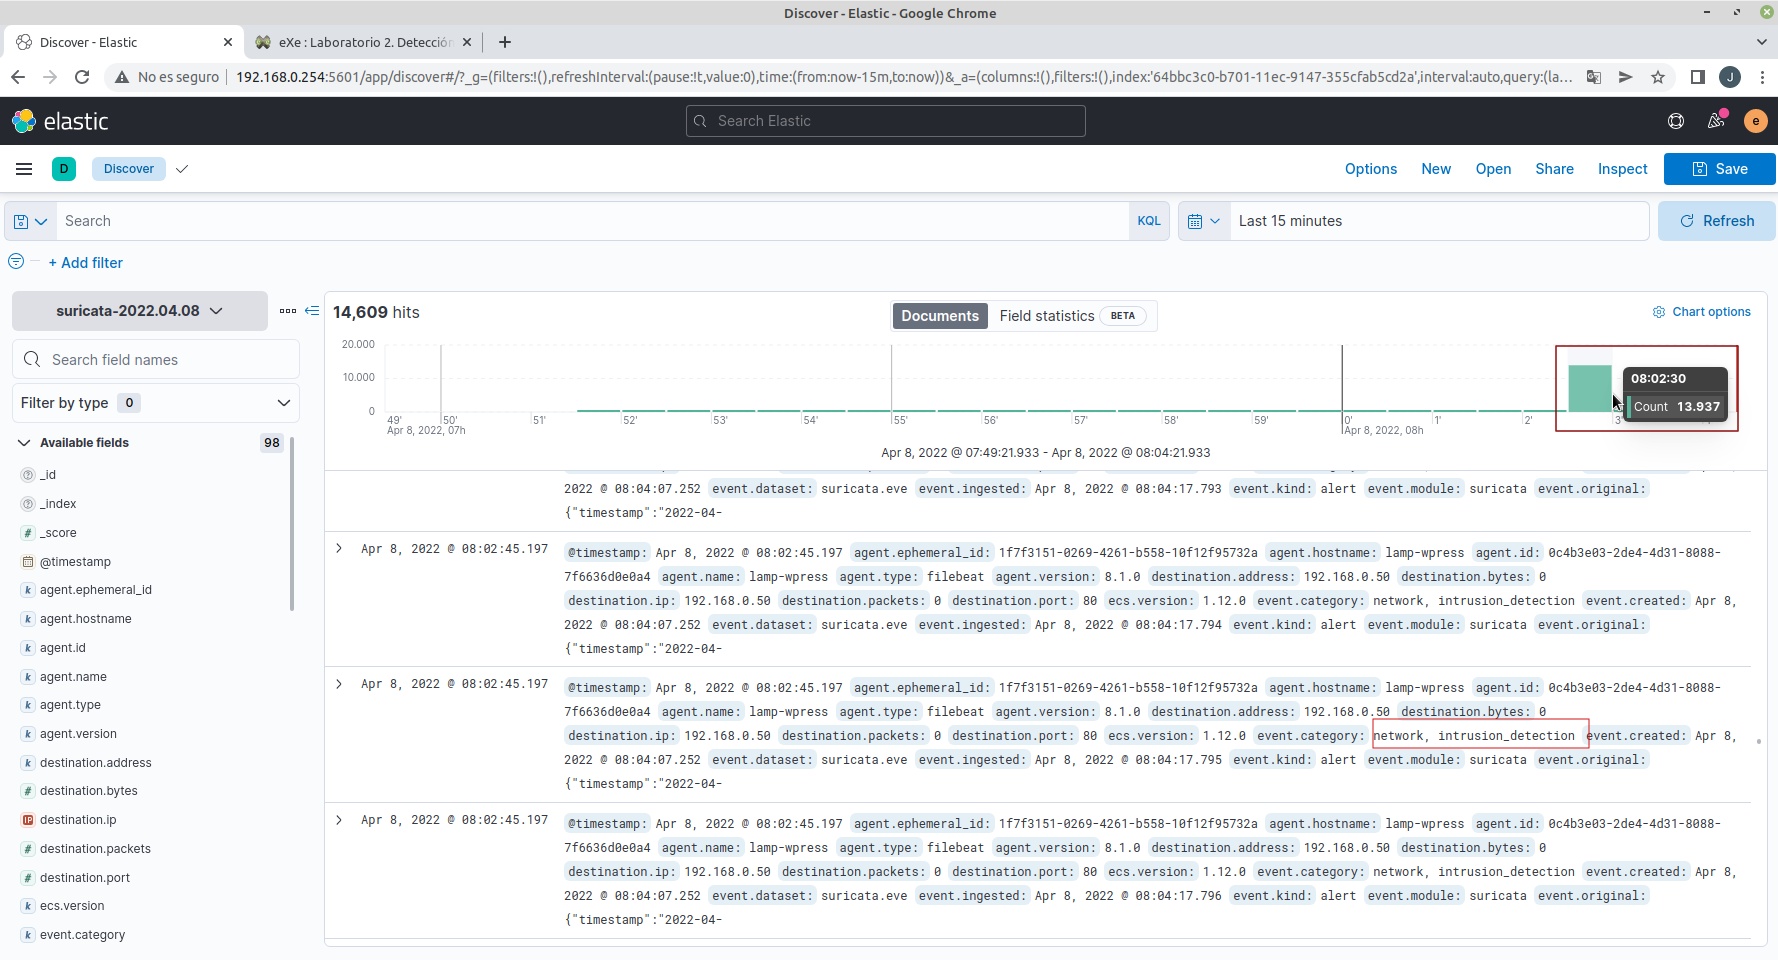 Discover - Elastic - Google Chrome
Discover - Elastic
eXe : Laboratorio 2. Detección
No es seguro
192.168.0.254:5601/app/discover#/?_g=(filters:!(),refreshInterval:(pause:!t,value:0),time:(from:now-15m,to:now))&_a=(columns:!(),filters:!(),index:'64bbc3c0-b701-11ec-9147-355cfab5cd2a',interval:auto,query:(la...
J
elastic
Search Elastic
e
D
Discover
Options
New
Open
Share
Inspect
Save
Search
KQL
Last 15 minutes
Refresh
+ Add filter
suricata-2022.04.08
Search field names
Filter by type 0
Available fields 98
_id
_index
_score
@timestamp
agent.ephemeral_id
agent.hostname
agent.id
agent.name
agent.type
agent.version
destination.address
destination.bytes
destination.ip
destination.packets
destination.port
ecs.version
event.category
14,609 hits
Documents
Field statistics BETA
Chart options
20.000
10.000
0
49' 50' 51' 52' 53' 54' 55' 56' 57' 58' 59' 0' 1' 2' 3'
Apr 8, 2022, 07h
Apr 8, 2022, 08h
08:02:30
Count 13.937
Apr 8, 2022 @ 07:49:21.933 - Apr 8, 2022 @ 08:04:21.933
2022 @ 08:04:07.252 event.dataset: suricata.eve event.ingested: Apr 8, 2022 @ 08:04:17.793 event.kind: alert event.module: suricata event.original:
{"timestamp":"2022-04-
Apr 8, 2022 @ 08:02:45.197
@timestamp: Apr 8, 2022 @ 08:02:45.197 agent.ephemeral_id: 1f7f3151-0269-4261-b558-10f12f95732a agent.hostname: lamp-wpress agent.id: 0c4b3e03-2de4-4d31-8088-
7f6636d0e0a4 agent.name: lamp-wpress agent.type: filebeat agent.version: 8.1.0 destination.address: 192.168.0.50 destination.bytes: 0
destination.ip: 192.168.0.50 destination.packets: 0 destination.port: 80 ecs.version: 1.12.0 event.category: network, intrusion_detection event.created: Apr 8,
2022 @ 08:04:07.252 event.dataset: suricata.eve event.ingested: Apr 8, 2022 @ 08:04:17.794 event.kind: alert event.module: suricata event.original:
{"timestamp":"2022-04-
Apr 8, 2022 @ 08:02:45.197
@timestamp: Apr 8, 2022 @ 08:02:45.197 agent.ephemeral_id: 1f7f3151-0269-4261-b558-10f12f95732a agent.hostname: lamp-wpress agent.id: 0c4b3e03-2de4-4d31-8088-
7f6636d0e0a4 agent.name: lamp-wpress agent.type: filebeat agent.version: 8.1.0 destination.address: 192.168.0.50 destination.bytes: 0
destination.ip: 192.168.0.50 destination.packets: 0 destination.port: 80 ecs.version: 1.12.0 event.category: network, intrusion_detection event.created: Apr 8,
2022 @ 08:04:07.252 event.dataset: suricata.eve event.ingested: Apr 8, 2022 @ 08:04:17.795 event.kind: alert event.module: suricata event.original:
{"timestamp":"2022-04-
Apr 8, 2022 @ 08:02:45.197
@timestamp: Apr 8, 2022 @ 08:02:45.197 agent.ephemeral_id: 1f7f3151-0269-4261-b558-10f12f95732a agent.hostname: lamp-wpress agent.id: 0c4b3e03-2de4-4d31-8088-
7f6636d0e0a4 agent.name: lamp-wpress agent.type: filebeat agent.version: 8.1.0 destination.address: 192.168.0.50 destination.bytes: 0
destination.ip: 192.168.0.50 destination.packets: 0 destination.port: 80 ecs.version: 1.12.0 event.category: network, intrusion_detection event.created: Apr 8,
2022 @ 08:04:07.252 event.dataset: suricata.eve event.ingested: Apr 8, 2022 @ 08:04:17.796 event.kind: alert event.module: suricata event.original:
{"timestamp":"2022-04-